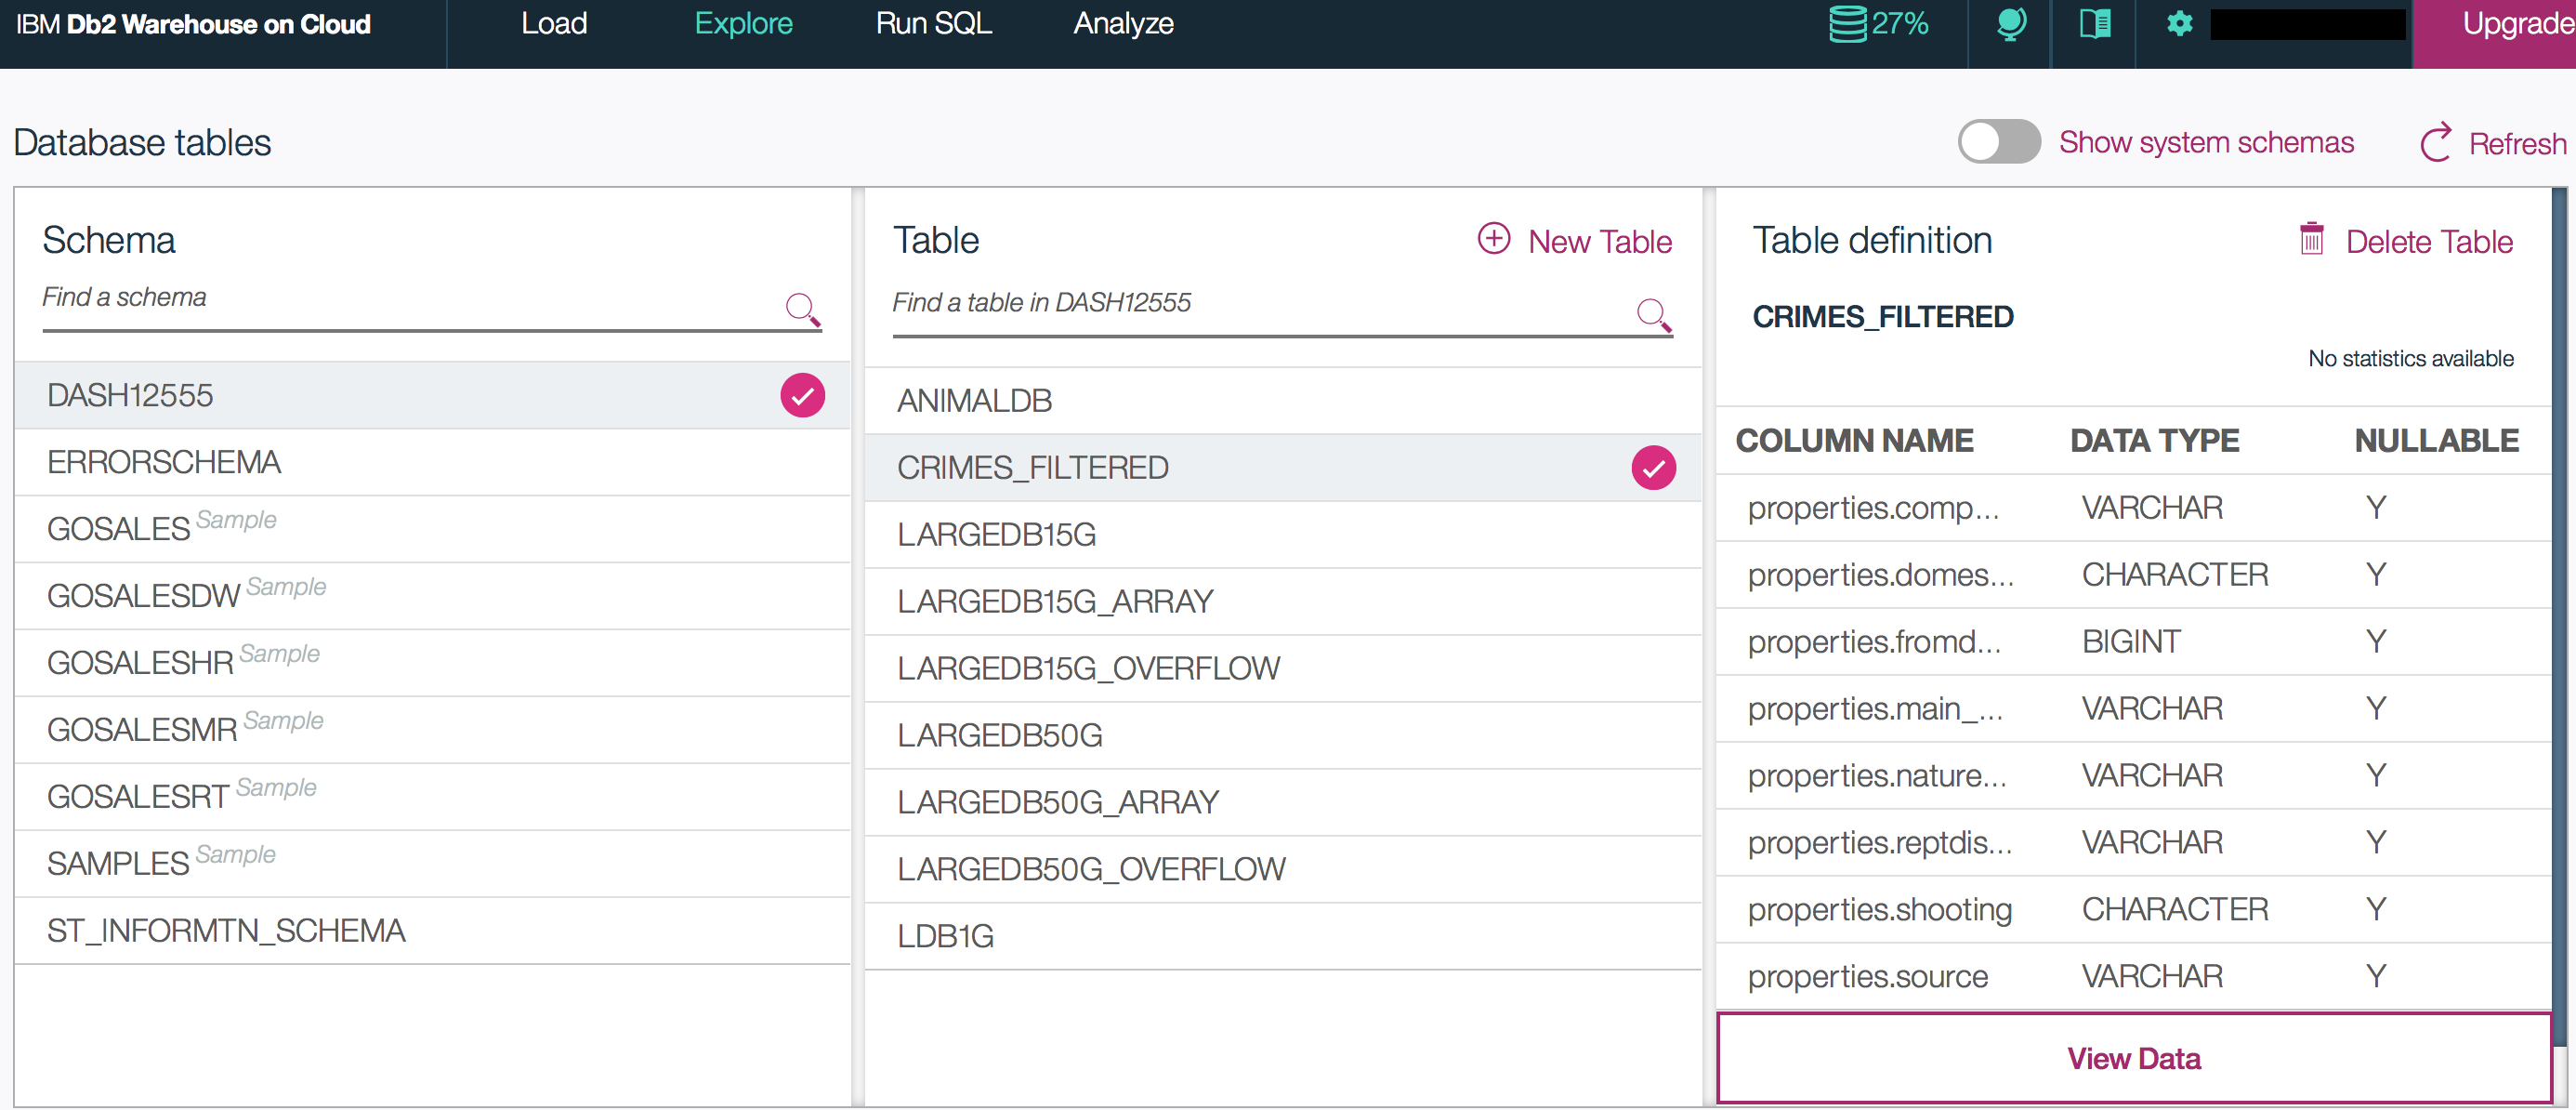 IBM Db2 Warehouse on Cloud Load Explore Run SQL Analyze 27% Upgrade
Database tables Show system schemas Refresh
Schema
Find a schema
DASH12555
ERRORSCHEMA
GOSALES Sample
GOSALESDW Sample
GOSALESHR Sample
GOSALESMR Sample
GOSALESRT Sample
SAMPLES Sample
ST_INFORMTN_SCHEMA
Table New Table
Find a table in DASH12555
ANIMALDB
CRIMES_FILTERED
LARGEDB15G
LARGEDB15G_ARRAY
LARGEDB15G_OVERFLOW
LARGEDB50G
LARGEDB50G_ARRAY
LARGEDB50G_OVERFLOW
LDB1G
Table definition Delete Table
CRIMES_FILTERED
No statistics available
COLUMN NAME DATA TYPE NULLABLE
properties.comp... VARCHAR Y
properties.domes... CHARACTER Y
properties.fromd... BIGINT Y
properties.main_... VARCHAR Y
properties.nature... VARCHAR Y
properties.reptdis... VARCHAR Y
properties.shooting CHARACTER Y
properties.source VARCHAR Y
View Data